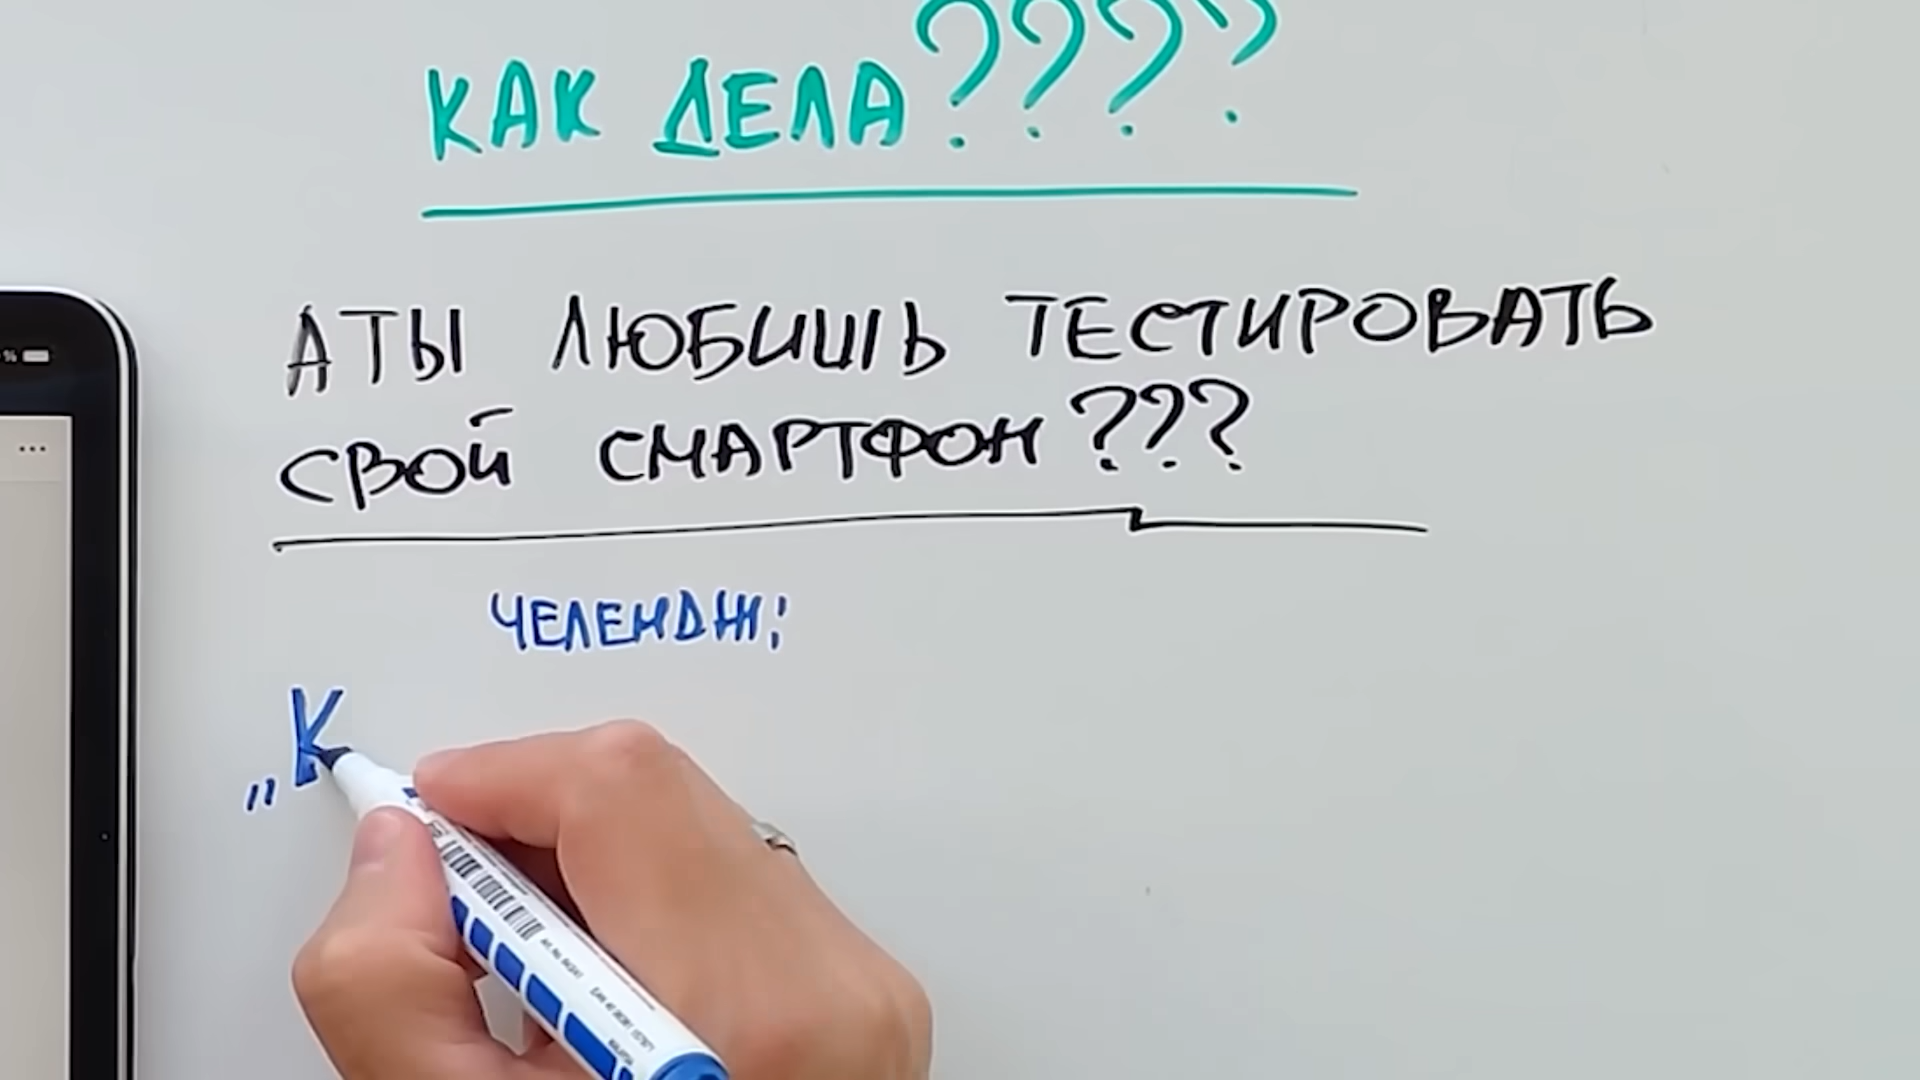 КАК ДЕЛА????
А ТЫ ЛЮБИШЬ ТЕСТИРОВАТЬ
СВОЙ СМАРТФОН???
ЧЕЛЕНДЖ:
„К
%